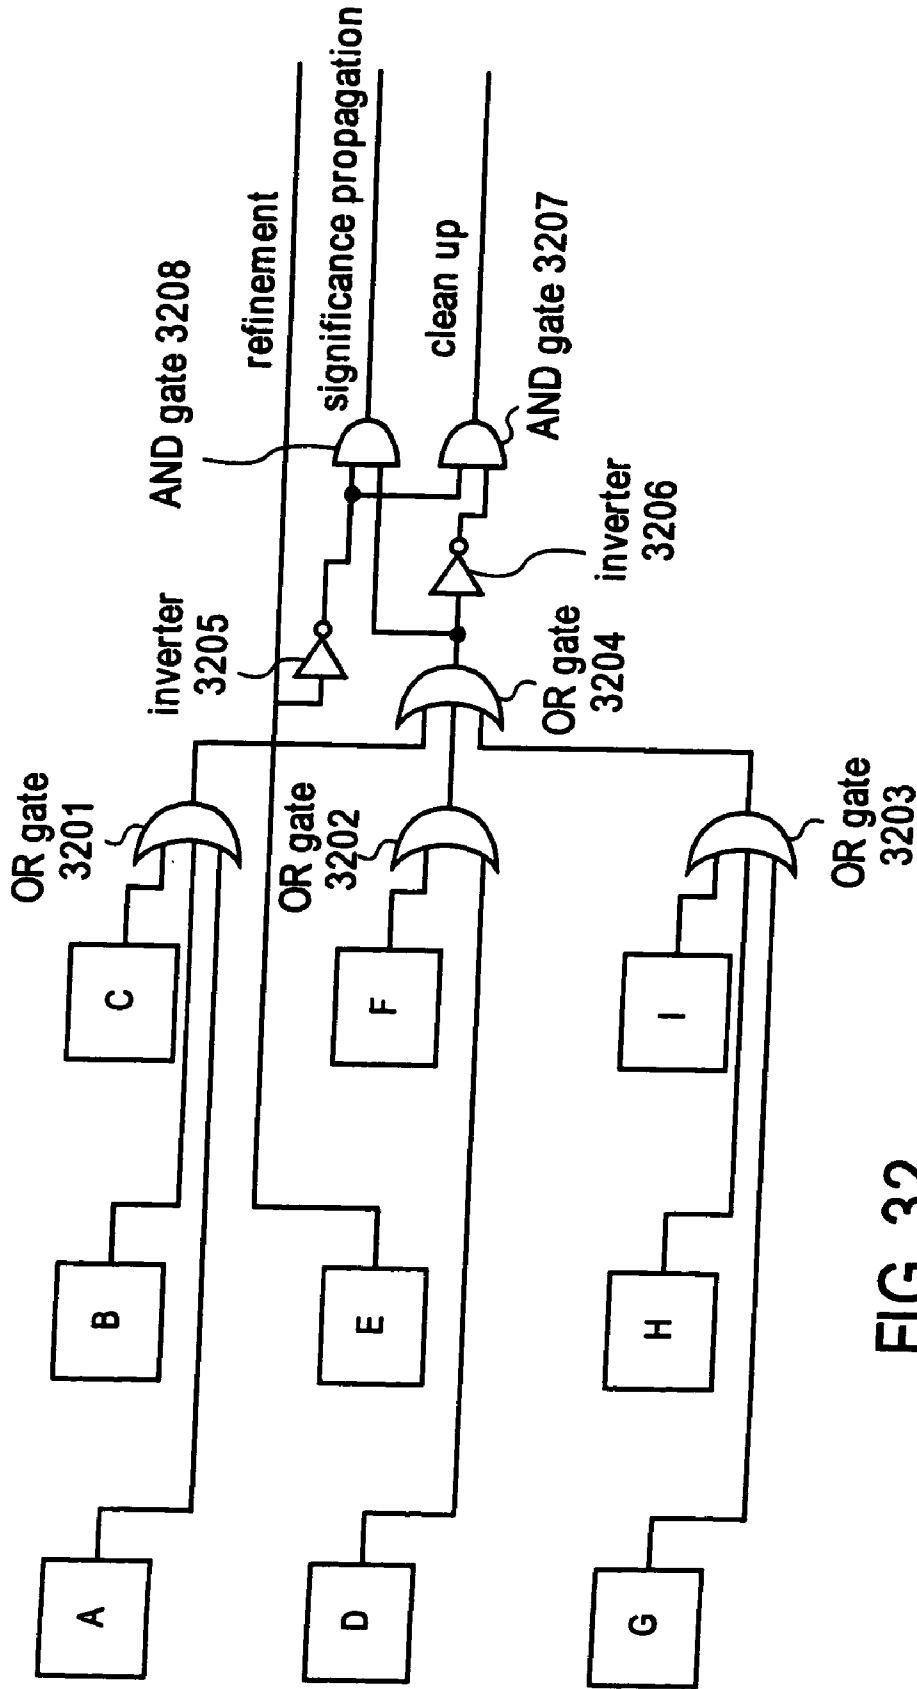 A
B
C
OR gate
3201
inverter
3205
AND gate 3208
refinement
D
E
F
OR gate
3202
significance propagation
OR gate
3204
inverter
3206
clean up
AND gate 3207
G
H
I
OR gate
3203
FIG. 32